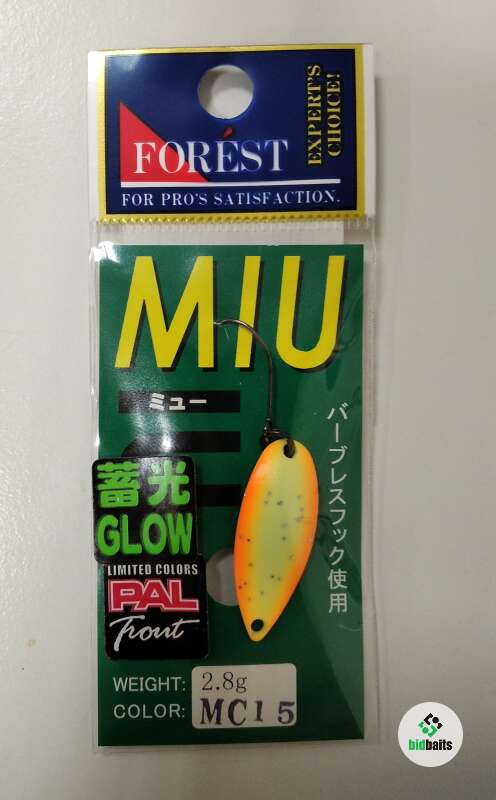 FORÉST
EXPERT'S
CHOICE!
FOR PRO'S SATISFACTION.
MIU
ミュー
バーブレスフック使用
蓄光
GLOW
LIMITED COLORS
PAL
Trout
WEIGHT: 2.8g
COLOR: MC15
bidbaits